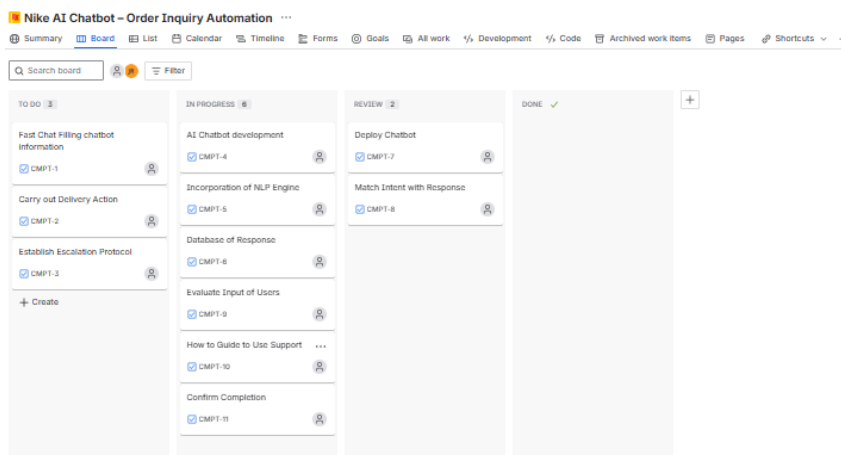 Nike AI Chatbot – Order Inquiry Automation ...
Summary Board List Calendar Timeline Forms Goals All work Development Code Archived work items Pages Shortcuts
Search board Filter
TO DO 3
Fast Chat Filling chatbot
information
CMPT-1
Carry out Delivery Action
CMPT-2
Establish Escalation Protocol
CMPT-3
+ Create
IN PROGRESS 6
AI Chatbot development
CMPT-4
Incorporation of NLP Engine
CMPT-5
Database of Response
CMPT-6
Evaluate Input of Users
CMPT-9
How to Guide to Use Support ...
CMPT-10
Confirm Completion
CMPT-11
REVIEW 2
Deploy Chatbot
CMPT-7
Match Intent with Response
CMPT-8
DONE